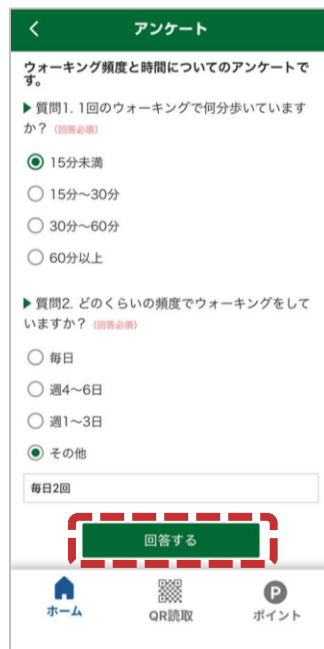 アンケート
ウォーキング頻度と時間についてのアンケートで
す。
▶質問1. 1回のウォーキングで何分歩いています
か？ (回答必須)
15分未満
15分～30分
30分～60分
60分以上
▶質問2. どのくらいの頻度でウォーキングをして
いますか？ (回答必須)
毎日
週4～6日
週1～3日
その他
毎日2回
回答する
ホーム
QR読取
P
ポイント